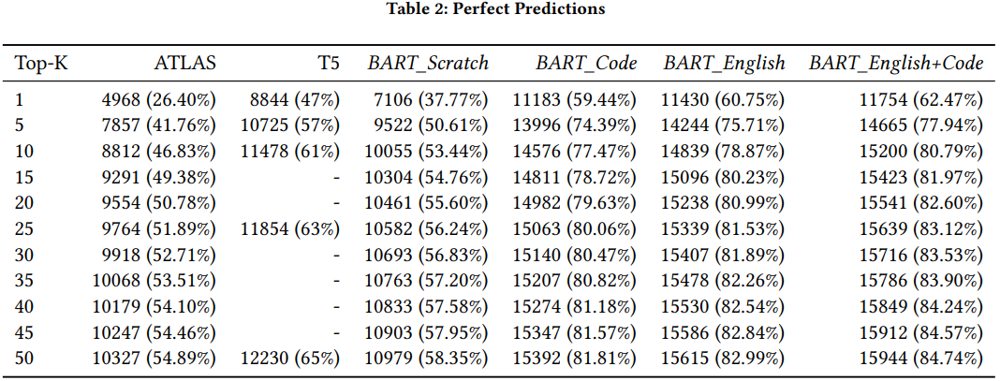 Table 2: Perfect Predictions
Top-K ATLAS T5 BART_Scratch BART_Code BART_English BART_English+Code
1 4968 (26.40%) 8844 (47%) 7106 (37.77%) 11183 (59.44%) 11430 (60.75%) 11754 (62.47%)
5 7857 (41.76%) 10725 (57%) 9522 (50.61%) 13996 (74.39%) 14244 (75.71%) 14665 (77.94%)
10 8812 (46.83%) 11478 (61%) 10055 (53.44%) 14576 (77.47%) 14839 (78.87%) 15200 (80.79%)
15 9291 (49.38%) - 10304 (54.76%) 14811 (78.72%) 15096 (80.23%) 15423 (81.97%)
20 9554 (50.78%) - 10461 (55.60%) 14982 (79.63%) 15238 (80.99%) 15541 (82.60%)
25 9764 (51.89%) 11854 (63%) 10582 (56.24%) 15063 (80.06%) 15339 (81.53%) 15639 (83.12%)
30 9918 (52.71%) - 10693 (56.83%) 15140 (80.47%) 15407 (81.89%) 15716 (83.53%)
35 10068 (53.51%) - 10763 (57.20%) 15207 (80.82%) 15478 (82.26%) 15786 (83.90%)
40 10179 (54.10%) - 10833 (57.58%) 15274 (81.18%) 15530 (82.54%) 15849 (84.24%)
45 10247 (54.46%) - 10903 (57.95%) 15347 (81.57%) 15586 (82.84%) 15912 (84.57%)
50 10327 (54.89%) 12230 (65%) 10979 (58.35%) 15392 (81.81%) 15615 (82.99%) 15944 (84.74%)